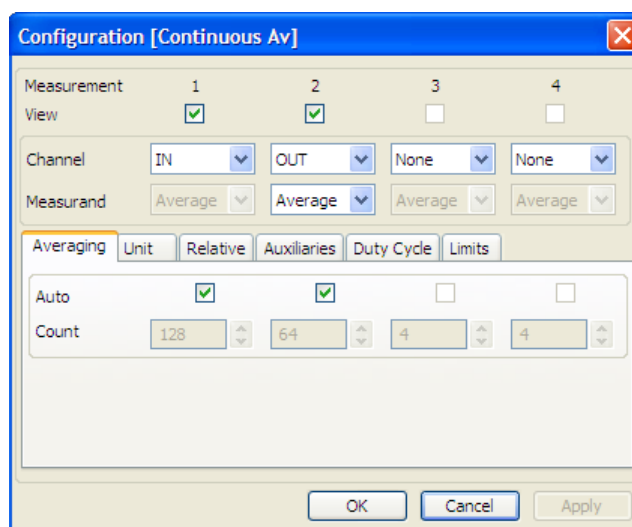 Configuration [Continuous Av]
Measurement 1 2 3 4
View
Channel IN OUT None None
Measurand Average Average Average Average
Averaging Unit Relative Auxiliaries Duty Cycle Limits
Auto
Count 128 64 4 4
OK Cancel Apply